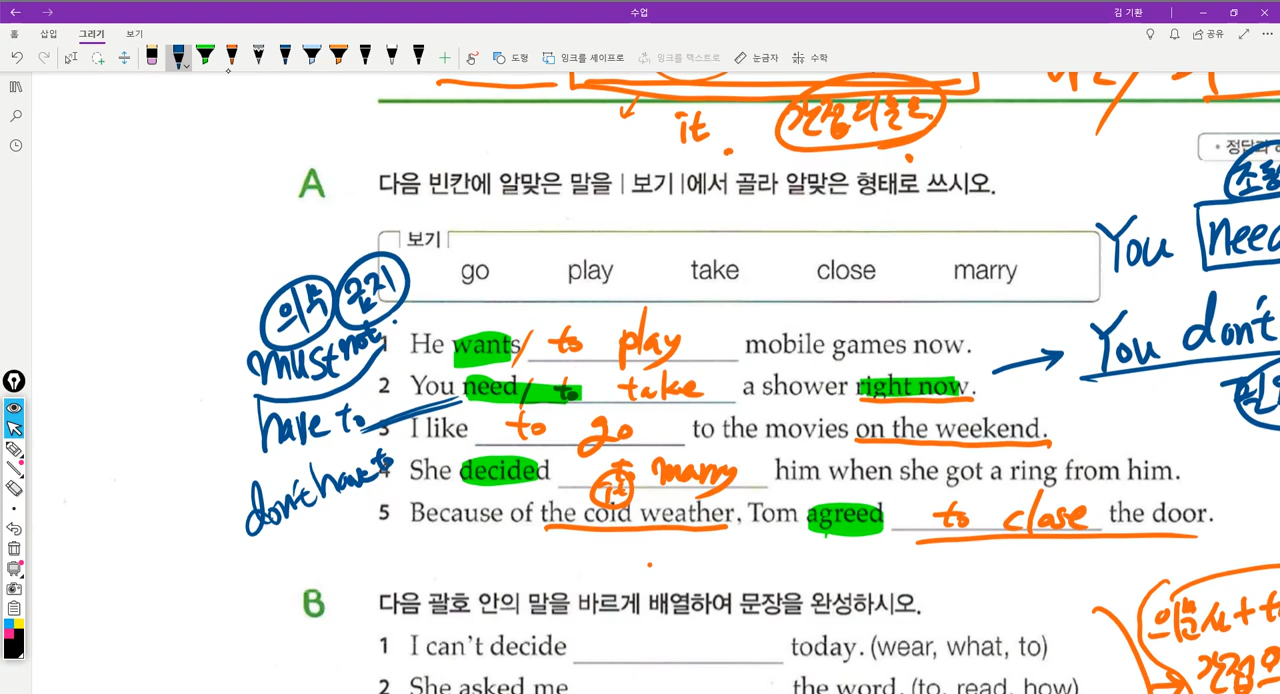 수업
김 기환
홈 삽입 그리기 보기
공유
도형 잉크를 셰이프로 잉크를 텍스트로 눈금자 수학
it
간접의문문
• 정답과
A 다음 빈칸에 알맞은 말을 | 보기 |에서 골라 알맞은 형태로 쓰시오.
보기
go play take close marry
You need
You don't
의무 금지
must not.
have to
don't have to
1 He wants / to play mobile games now.
2 You need / to take a shower right now.
3 I like to go to the movies on the weekend.
4 She decided to marry him when she got a ring from him.
it
5 Because of the cold weather, Tom agreed to close the door.
B 다음 괄호 안의 말을 바르게 배열하여 문장을 완성하시오.
의문사 + t
1 I can't decide today. (wear, what, to)
2 She asked me the word. (to, read, how)